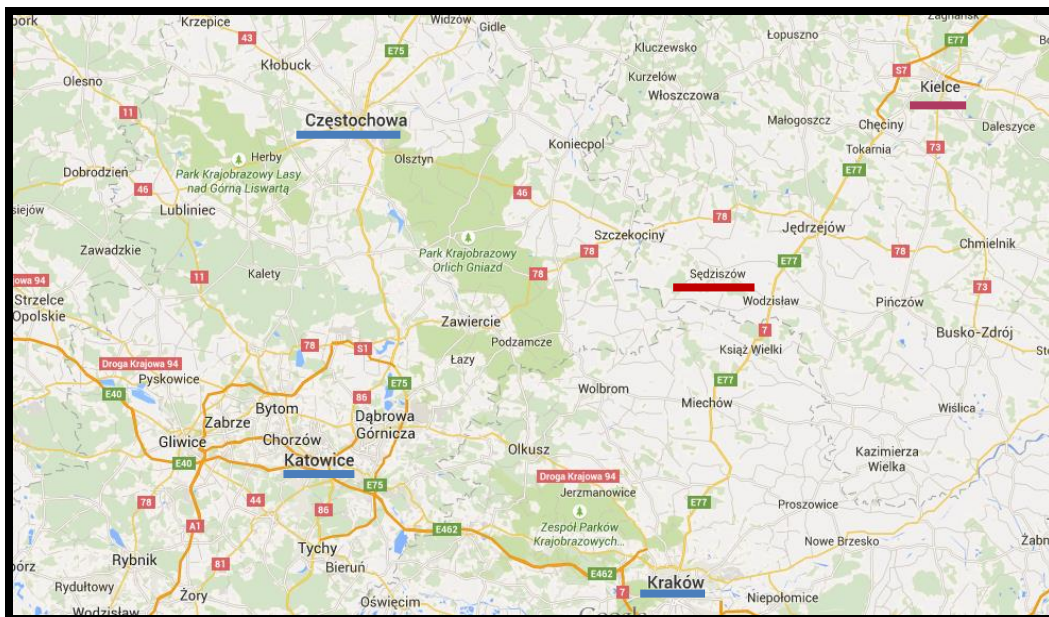 Krzepice
Widzów
Gidle
Łopuszno
Zagnańsk
43
E75
Kluczewsko
E77
Kłobuck
S7
Olesno
Kurzelów
Włoszczowa
Kielce
11
Częstochowa
Małogoszcz
Chęciny
Daleszyce
Herby
Olsztyn
Koniecpol
Tokarnia
73
Dobrodzień
Park Krajobrazowy Lasy
nad Górną Liswartą
E77
46
46
Lubliniec
78
Szczekociny
Jędrzejów
Zawadzkie
Park Krajobrazowy
Orlich Gniazd
78
78
Chmielnik
Kalety
11
78
Sędziszów
E77
73
Strzelce
Opolskie
Wodzisław
Pińczów
Zawiercie
7
Busko-Zdrój
78
S1
Podzamcze
Książ Wielki
Droga Krajowa 94
Łazy
Pyskowice
E40
E75
Wolbrom
E77
86
Miechów
Bytom
Dąbrowa
Górnicza
Wiślica
Zabrze
Gliwice
Chorzów
Olkusz
Kazimierza
Wielka
E40
Katowice
Droga Krajowa 94
E75
Jerzmanowice
78
44
86
E77
Proszowice
A1
E462
Zespół Parków
Krajobrazowych...
Nowe Brzesko
Tychy
Rybnik
81
Bieruń
E462
Kraków
Rydułtowy
Żory
7
Niepołomice
Oświęcim
Wodzisław